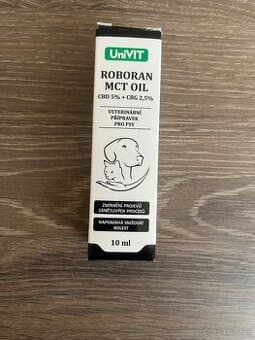 UniVIT
ROBORAN
MCT OIL
CBD 5% + CBG 2,5%
VETERINÁRNÍ
PŘÍPRAVEK
PRO PSY
ZMÍRNĚNÍ PROJEVŮ
ZÁNĚTLIVÝCH PROCESŮ
NAPOMÁHÁ SNIŽOVAT
BOLEST
10 ml